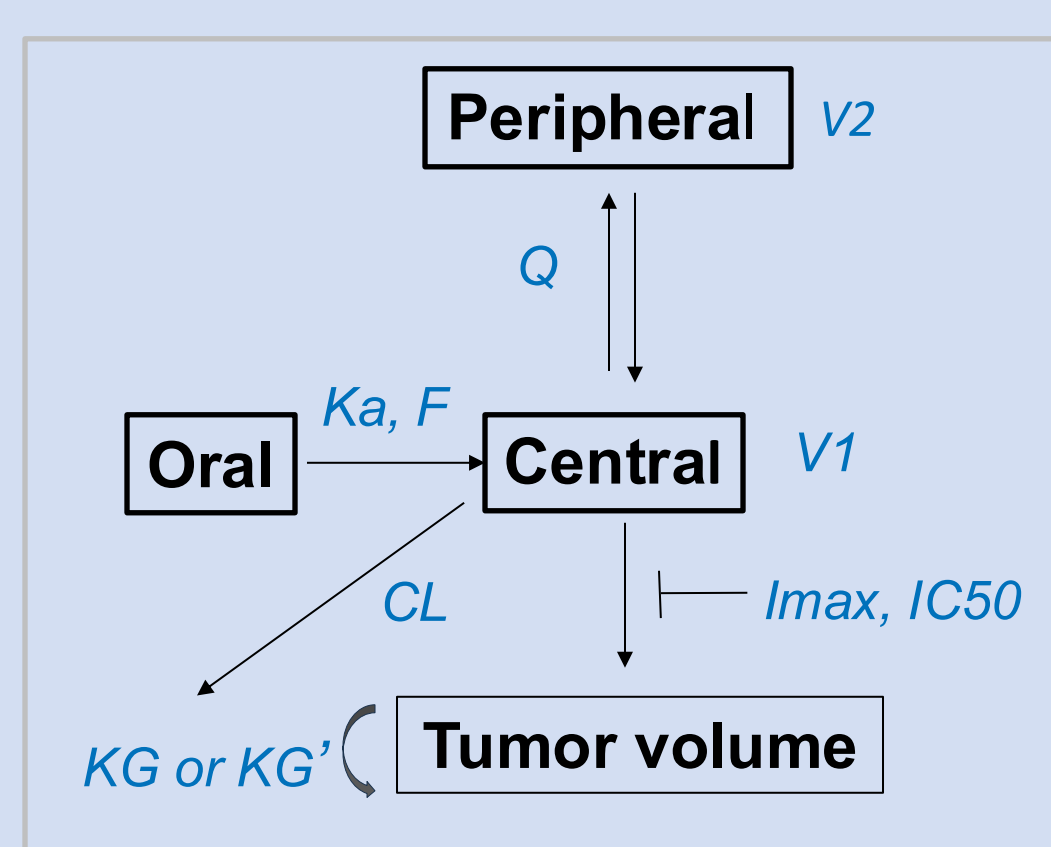 Peripheral V2
Q
Ka, F
Oral Central V1
CL Imax, IC50
KG or KG’ Tumor volume